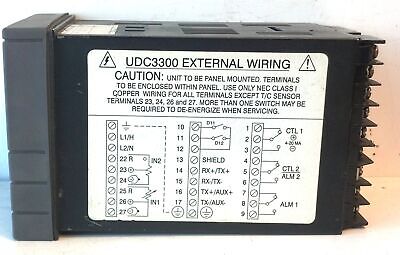 UDC3300 EXTERNAL WIRING
CAUTION: UNIT TO BE PANEL MOUNTED. TERMINALS
TO BE ENCLOSED WITHIN PANEL. USE ONLY NEC CLASS I
COPPER WIRING FOR ALL TERMINALS EXCEPT T/C SENSOR
TERMINALS 23, 24, 26 and 27. MORE THAN ONE SWITCH MAY BE
REQUIRED TO DE-ENERGIZE WHEN SERVICING.
L1/H
L2/N
22 R
23
24
IN2
25 R
26
27
IN1
10
11
12
DI1
DI2
13 SHIELD
14 RX+/TX+
15 RX-/TX-
16 TX+/AUX+
17 TX-/AUX-
1
2
3
CTL 1
4-20 MA
4
5
6
CTL 2
ALM 2
7
8
9
ALM 1